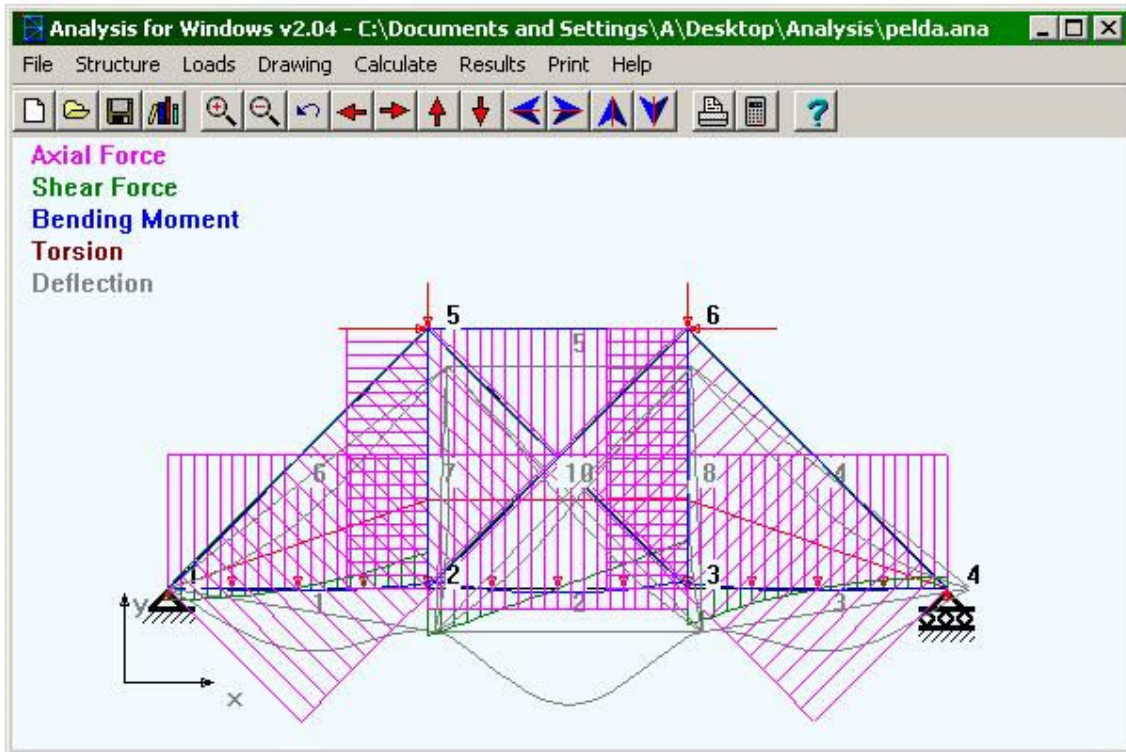 Analysis for Windows v2.04 - C:\Documents and Settings\A\Desktop\Analysis\pelda.ana
File Structure Loads Drawing Calculate Results Print Help
?
Axial Force
Shear Force
Bending Moment
Torsion
Deflection
5 6
5
6 7 10 8 4
1 2 3 4
y 1 2 3
x